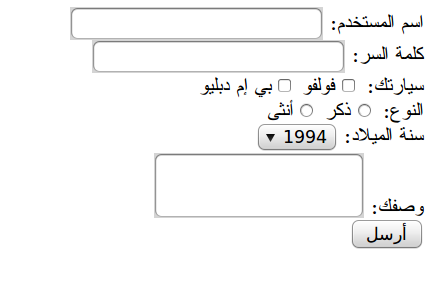 اسم المستخدم:
كلمة السر:
سيارتك: فولفو بي إم دبليو
النوع: ذكر أنثى
سنة الميلاد: 1994
وصفك:
أرسل